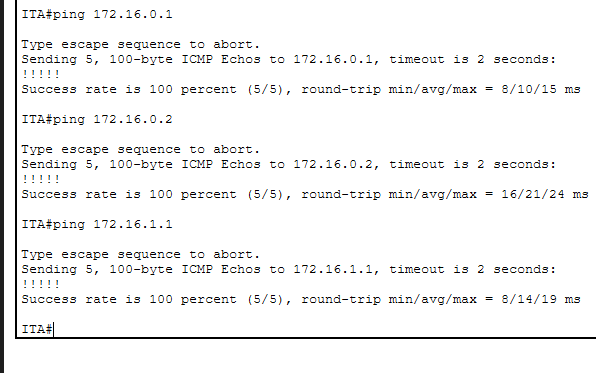 ITA#ping 172.16.0.1
Type escape sequence to abort.
Sending 5, 100-byte ICMP Echos to 172.16.0.1, timeout is 2 seconds:
!!!!!
Success rate is 100 percent (5/5), round-trip min/avg/max = 8/10/15 ms
ITA#ping 172.16.0.2
Type escape sequence to abort.
Sending 5, 100-byte ICMP Echos to 172.16.0.2, timeout is 2 seconds:
!!!!!
Success rate is 100 percent (5/5), round-trip min/avg/max = 16/21/24 ms
ITA#ping 172.16.1.1
Type escape sequence to abort.
Sending 5, 100-byte ICMP Echos to 172.16.1.1, timeout is 2 seconds:
!!!!!
Success rate is 100 percent (5/5), round-trip min/avg/max = 8/14/19 ms
ITA#